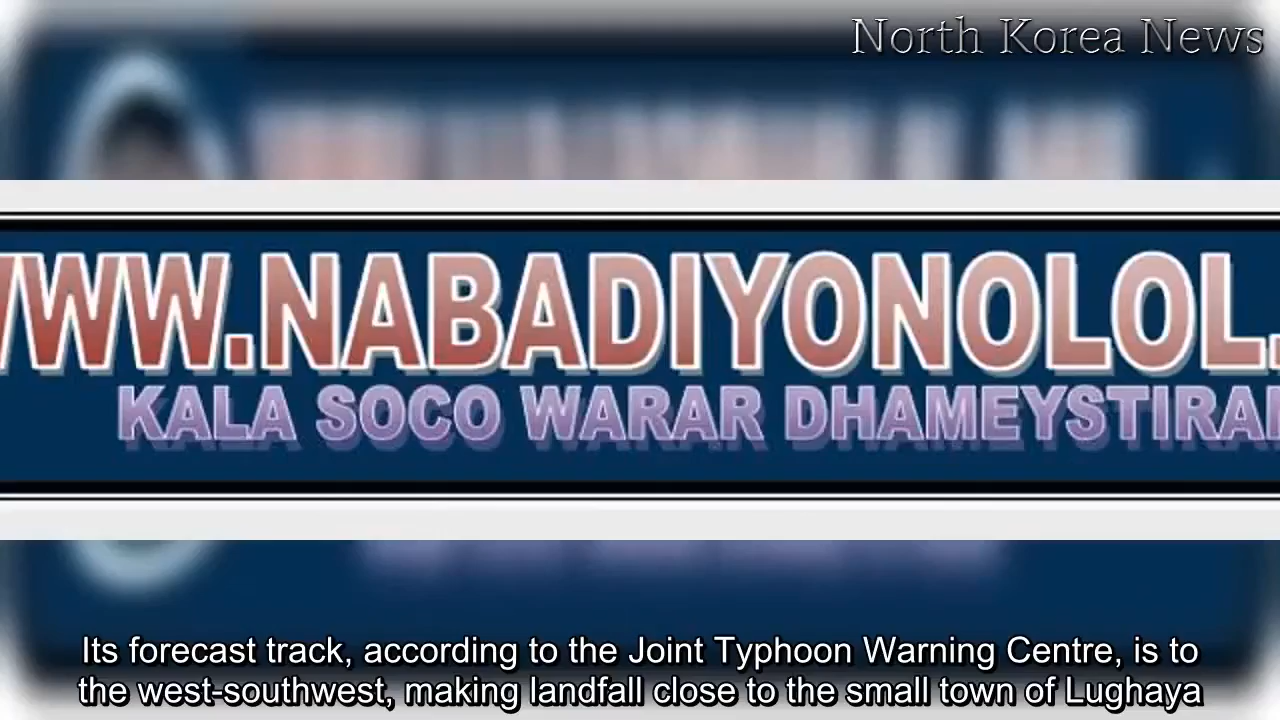 North Korea News
WWW.NABADIYONOLOL.
KALA SOCO WARAR DHAMEYSTIRAN
Its forecast track, according to the Joint Typhoon Warning Centre, is to
the west-southwest, making landfall close to the small town of Lughaya